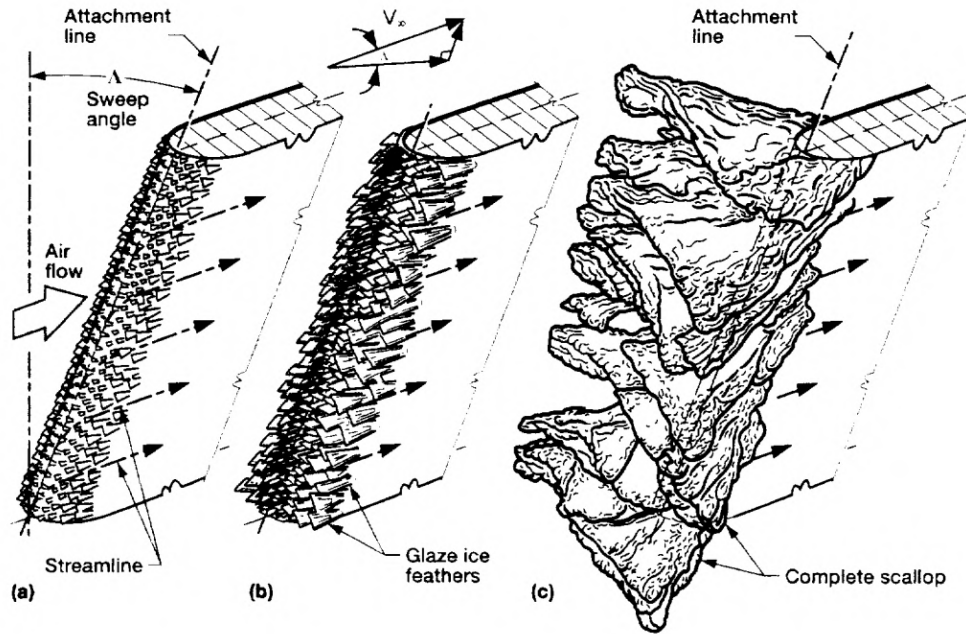 Attachment
line
Λ
Sweep
angle
V∞
Λ
Attachment
line
Air
flow
Streamline
Glaze ice
feathers
Complete scallop
(a)
(b)
(c)